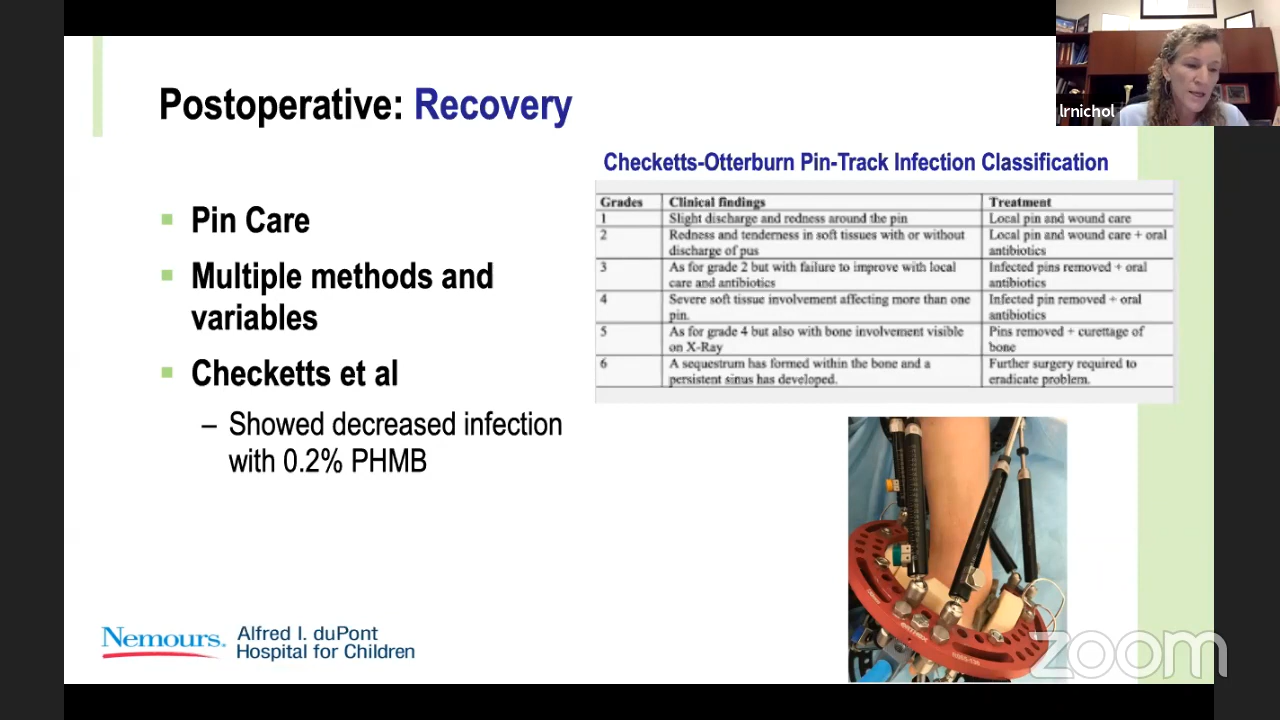 lrnichol
Postoperative: Recovery
Pin Care
Multiple methods and
variables
Checketts et al
– Showed decreased infection
with 0.2% PHMB
Checketts-Otterburn Pin-Track Infection Classification
Grades Clinical findings Treatment
1 Slight discharge and redness around the pin Local pin and wound care
2 Redness and tenderness in soft tissues with or without Local pin and wound care + oral
discharge of pus antibiotics
3 As for grade 2 but with failure to improve with local Infected pins removed + oral
care and antibiotics antibiotics
4 Severe soft tissue involvement affecting more than one Infected pin removed + oral
pin. antibiotics
5 As for grade 4 but also with bone involvement visible Pins removed + curettage of
on X-Ray bone
6 A sequestrum has formed within the bone and a Further surgery required to
persistent sinus has developed. eradicate problem.
Nemours. Alfred I. duPont
Hospital for Children
zoom